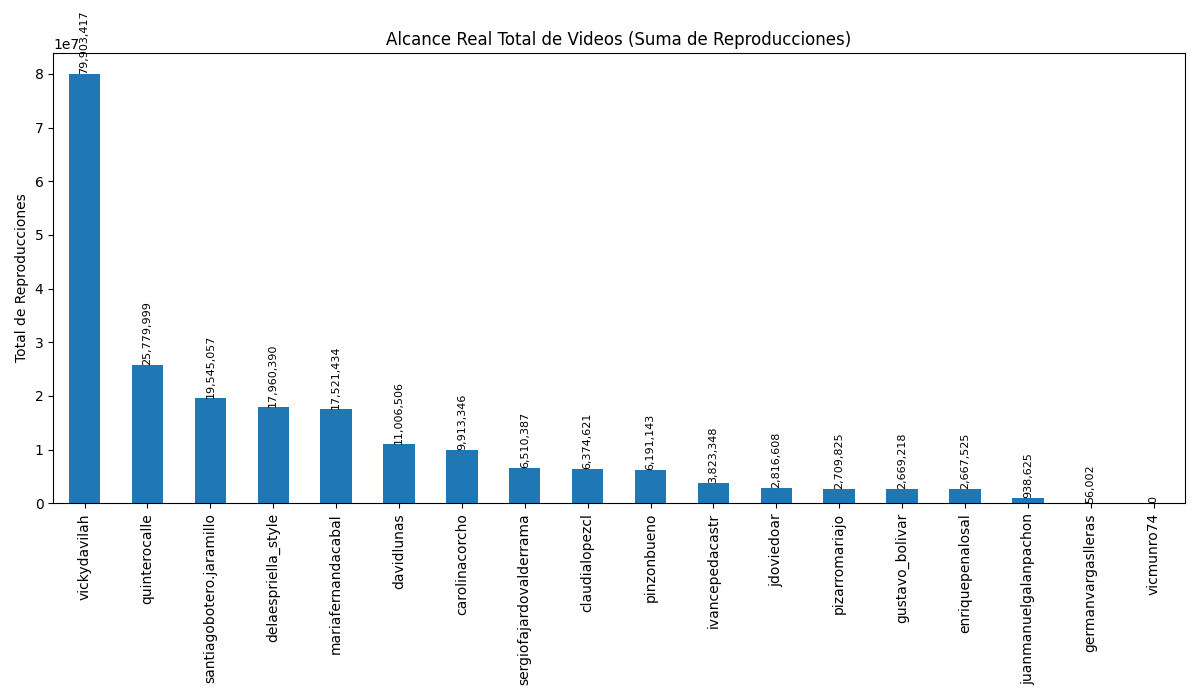 Alcance Real Total de Videos (Suma de Reproducciones)
1e7
Total de Reproducciones
8
7
6
5
4
3
2
1
0
79,903,417
25,779,999
19,545,057
17,960,390
17,521,434
11,006,506
9,913,346
6,510,387
6,374,621
6,191,143
3,823,348
2,816,608
2,709,825
2,669,218
2,667,525
938,625
56,002
0
vickydavilah
quinterocalle
santiagobotero.jaramillo
delaespriella_style
mariafernandacabal
davidlunas
carolinacorcho
sergiofajardovalderrama
claudialopezcl
pinzonbueno
ivancepedacastr
jdoviedoar
pizarromariajo
gustavo_bolivar
enriquepenalosal
juanmanuelgalanpachon
germanvargaslleras
vicmunro74